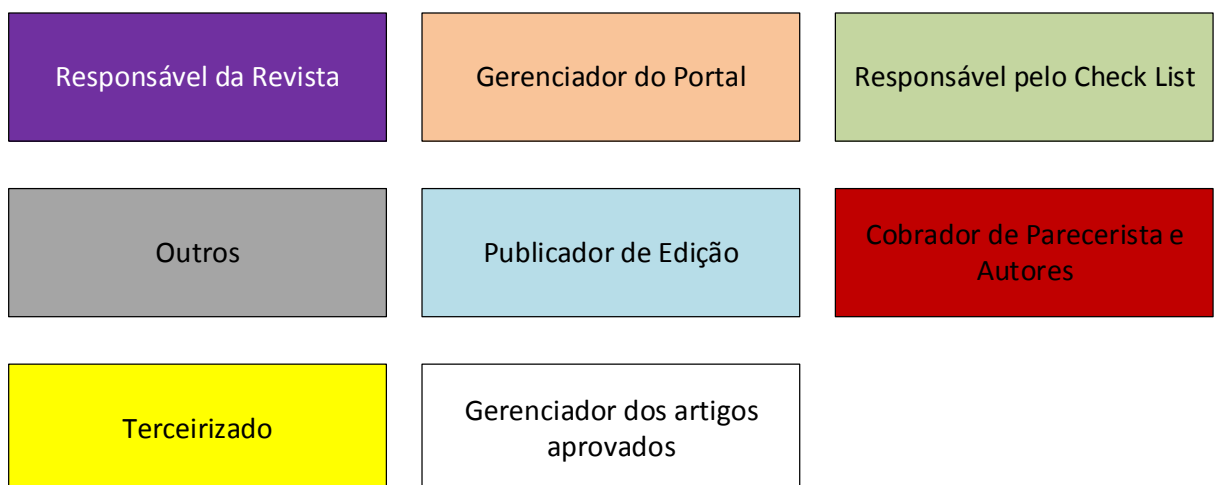 Responsável da Revista
Gerenciador do Portal
Responsável pelo Check List
Outros
Publicador de Edição
Cobrador de Parecerista e
Autores
Terceirizado
Gerenciador dos artigos
aprovados